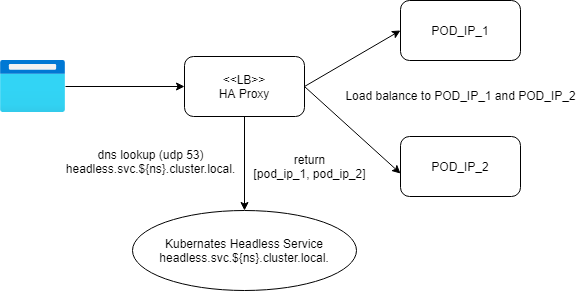 POD_IP_1
<<LB>>
HA Proxy
Load balance to POD_IP_1 and POD_IP_2
dns lookup (udp 53)
headless.svc.${ns}.cluster.local.
return
[pod_ip_1, pod_ip_2]
POD_IP_2
Kubernates Headless Service
headless.svc.${ns}.cluster.local.